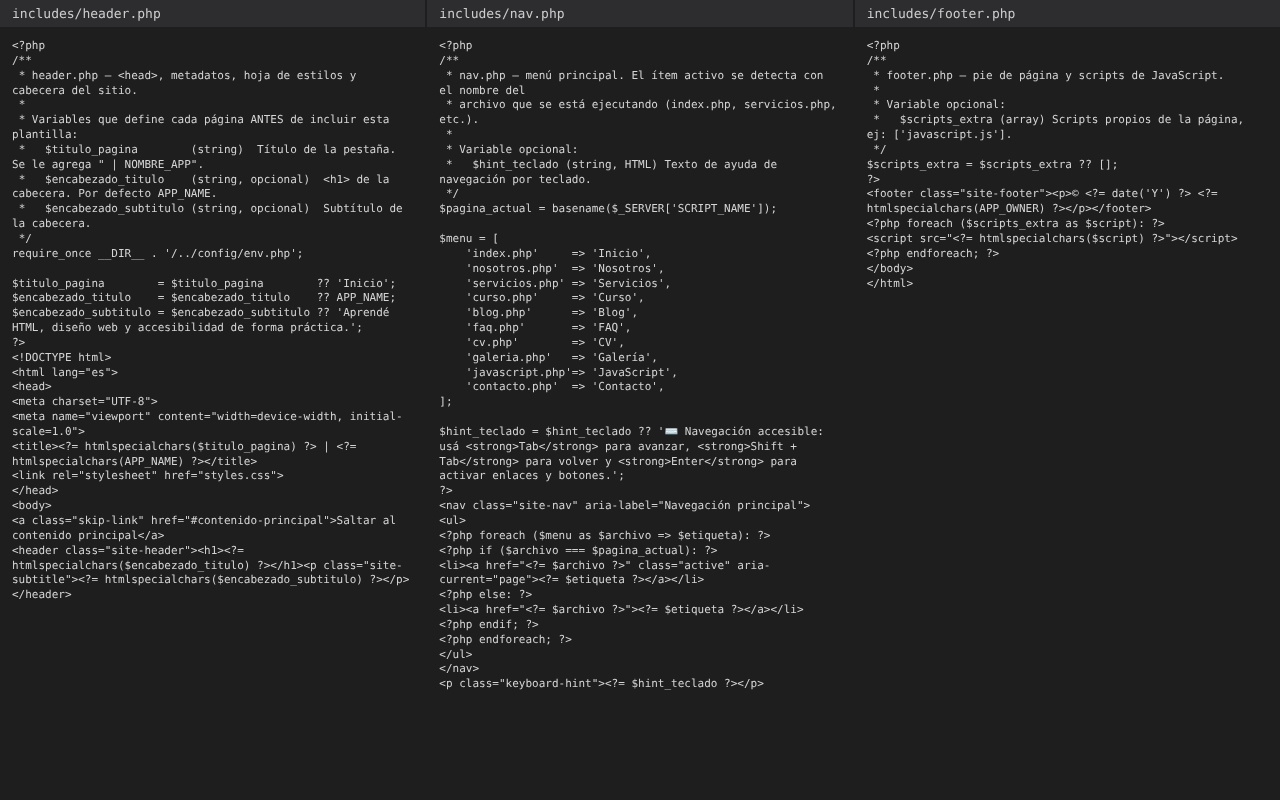 includes/header.php
<?php
/**
 * header.php — <head>, metadatos, hoja de estilos y
cabecera del sitio.
 *
 * Variables que define cada página ANTES de incluir esta
plantilla:
 *   $titulo_pagina        (string)  Título de la pestaña.
Se le agrega " | NOMBRE_APP".
 *   $encabezado_titulo    (string, opcional)  <h1> de la
cabecera. Por defecto APP_NAME.
 *   $encabezado_subtitulo (string, opcional)  Subtítulo de
la cabecera.
 */
require_once __DIR__ . '/../config/env.php';

$titulo_pagina        = $titulo_pagina        ?? 'Inicio';
$encabezado_titulo    = $encabezado_titulo    ?? APP_NAME;
$encabezado_subtitulo = $encabezado_subtitulo ?? 'Aprendé
HTML, diseño web y accesibilidad de forma práctica.';
?>
<!DOCTYPE html>
<html lang="es">
<head>
<meta charset="UTF-8">
<meta name="viewport" content="width=device-width, initial-
scale=1.0">
<title><?= htmlspecialchars($titulo_pagina) ?> | <?=
htmlspecialchars(APP_NAME) ?></title>
<link rel="stylesheet" href="styles.css">
</head>
<body>
<a class="skip-link" href="#contenido-principal">Saltar al
contenido principal</a>
<header class="site-header"><h1><?=
htmlspecialchars($encabezado_titulo) ?></h1><p class="site-
subtitle"><?= htmlspecialchars($encabezado_subtitulo) ?></p>
</header>
includes/nav.php
<?php
/**
 * nav.php — menú principal. El ítem activo se detecta con
el nombre del
 * archivo que se está ejecutando (index.php, servicios.php,
etc.).
 *
 * Variable opcional:
 *   $hint_teclado (string, HTML) Texto de ayuda de
navegación por teclado.
 */
$pagina_actual = basename($_SERVER['SCRIPT_NAME']);

$menu = [
    'index.php'     => 'Inicio',
    'nosotros.php'  => 'Nosotros',
    'servicios.php' => 'Servicios',
    'curso.php'     => 'Curso',
    'blog.php'      => 'Blog',
    'faq.php'       => 'FAQ',
    'cv.php'        => 'CV',
    'galeria.php'   => 'Galería',
    'javascript.php'=> 'JavaScript',
    'contacto.php'  => 'Contacto',
];

$hint_teclado = $hint_teclado ?? '⌨️ Navegación accesible:
usá <strong>Tab</strong> para avanzar, <strong>Shift +
Tab</strong> para volver y <strong>Enter</strong> para
activar enlaces y botones.';
?>
<nav class="site-nav" aria-label="Navegación principal">
<ul>
<?php foreach ($menu as $archivo => $etiqueta): ?>
<?php if ($archivo === $pagina_actual): ?>
<li><a href="<?= $archivo ?>" class="active" aria-
current="page"><?= $etiqueta ?></a></li>
<?php else: ?>
<li><a href="<?= $archivo ?>"><?= $etiqueta ?></a></li>
<?php endif; ?>
<?php endforeach; ?>
</ul>
</nav>
<p class="keyboard-hint"><?= $hint_teclado ?></p>
includes/footer.php
<?php
/**
 * footer.php — pie de página y scripts de JavaScript.
 *
 * Variable opcional:
 *   $scripts_extra (array) Scripts propios de la página,
ej: ['javascript.js'].
 */
$scripts_extra = $scripts_extra ?? [];
?>
<footer class="site-footer"><p>© <?= date('Y') ?> <?=
htmlspecialchars(APP_OWNER) ?></p></footer>
<?php foreach ($scripts_extra as $script): ?>
<script src="<?= htmlspecialchars($script) ?>"></script>
<?php endforeach; ?>
</body>
</html>